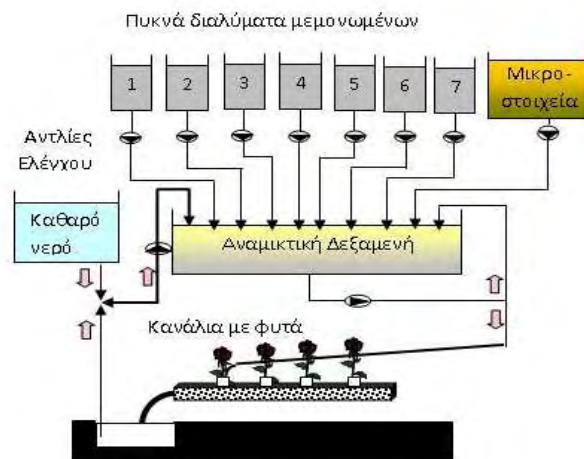 Πυκνά διαλύματα μεμονωμένων
1 2 3 4 5 6 7
Μικρο-
στοιχεία
Αντλίες
Ελέγχου
Καθαρό
νερό
Αναμικτική Δεξαμενή
Κανάλια με φυτά